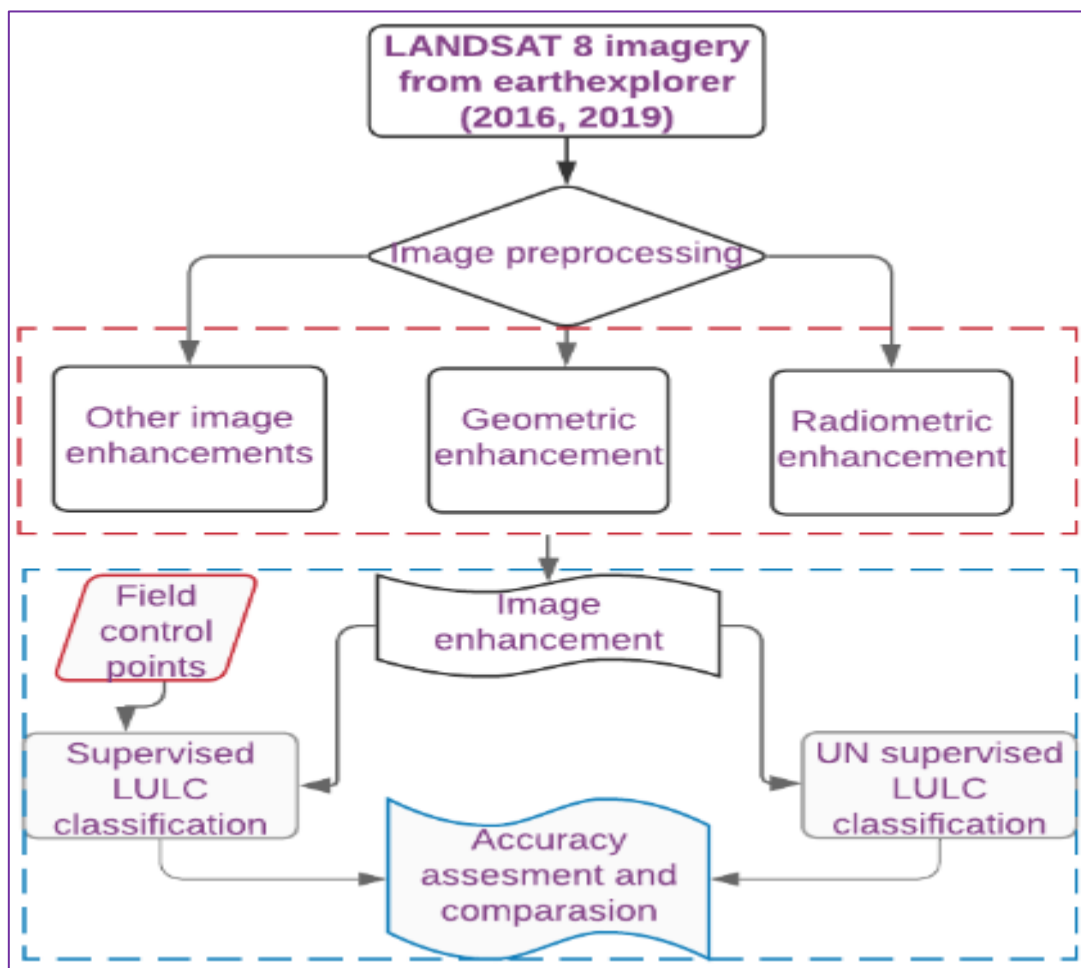 LANDSAT 8 imagery
from earthexplorer
(2016, 2019)
Image preprocessing
Other image
enhancements
Geometric
enhancement
Radiometric
enhancement
Field
control
points
Image
enhancement
Supervised
LULC
classification
UN supervised
LULC
classification
Accuracy
assesment and
comparasion